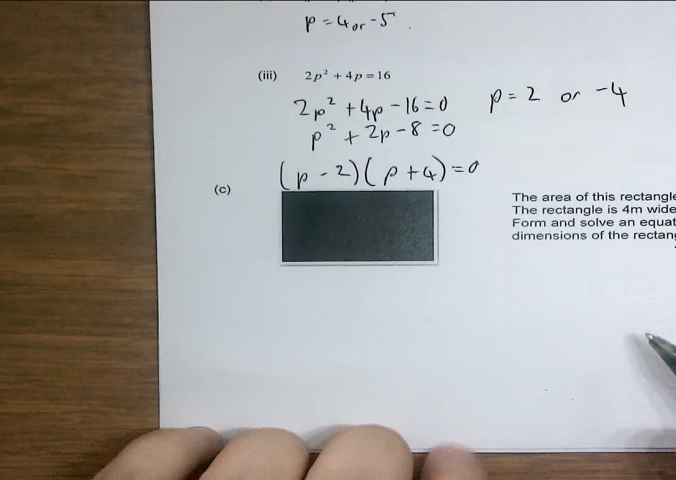 p = 4 or -5.
(iii) 2p² + 4p = 16
2p² + 4p - 16 = 0 p = 2 or -4
p² + 2p - 8 = 0
(p - 2)(p + 4) = 0
(c)
The area of this rectangle
The rectangle is 4m wide
Form and solve an equat
dimensions of the rectang